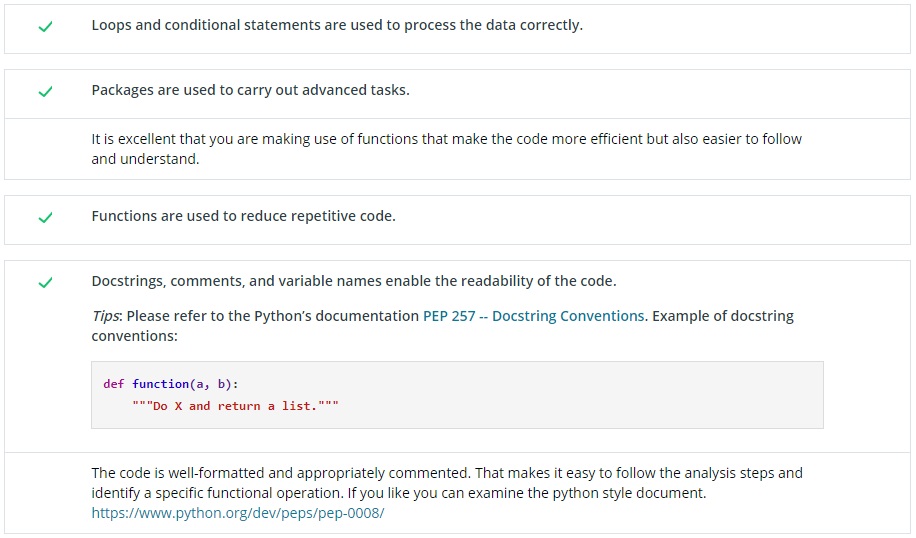 Loops and conditional statements are used to process the data correctly.
Packages are used to carry out advanced tasks.
It is excellent that you are making use of functions that make the code more efficient but also easier to follow
and understand.
Functions are used to reduce repetitive code.
Docstrings, comments, and variable names enable the readability of the code.
Tips: Please refer to the Python’s documentation PEP 257 -- Docstring Conventions. Example of docstring
conventions:
def function(a, b):
    """Do X and return a list."""
The code is well-formatted and appropriately commented. That makes it easy to follow the analysis steps and
identify a specific functional operation. If you like you can examine the python style document.
https://www.python.org/dev/peps/pep-0008/